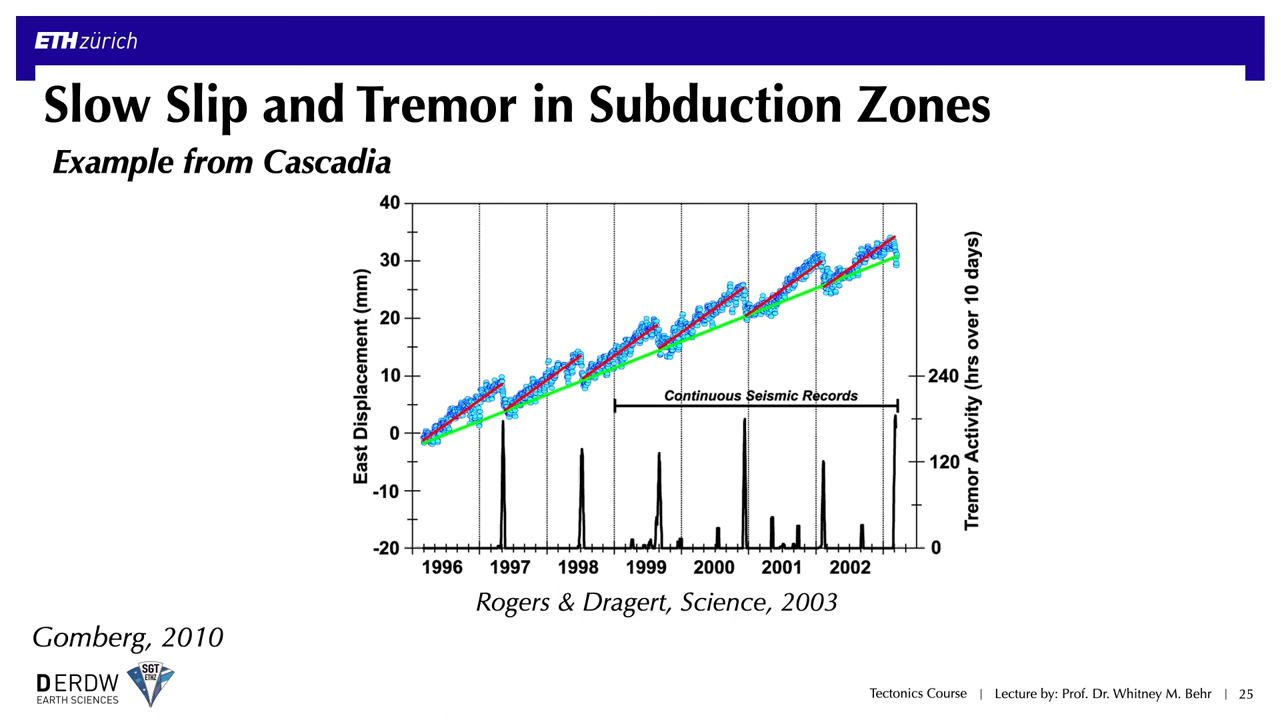 ETH zürich
Slow Slip and Tremor in Subduction Zones
Example from Cascadia
40
30
20
10
0
-10
-20
East Displacement (mm)
Continuous Seismic Records
240
120
0
Tremor Activity (hrs over 10 days)
1996 1997 1998 1999 2000 2001 2002
Rogers & Dragert, Science, 2003
Gomberg, 2010
DERDW
EARTH SCIENCES
SGT
ETHZ
Tectonics Course | Lecture by: Prof. Dr. Whitney M. Behr | 25